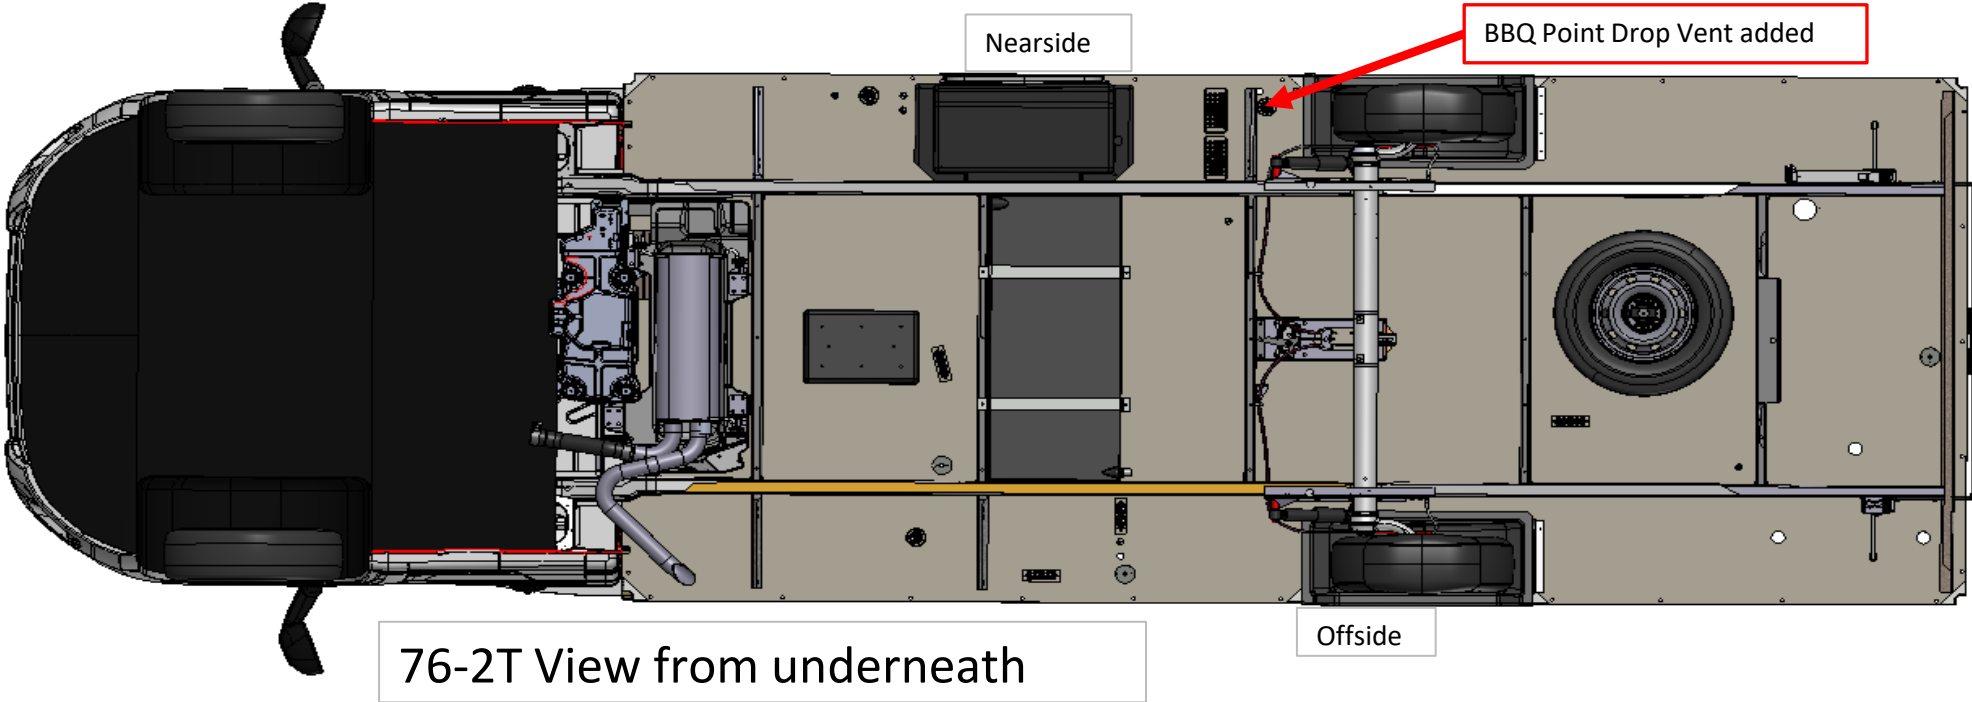 Nearside
BBQ Point Drop Vent added
Offside
76-2T View from underneath